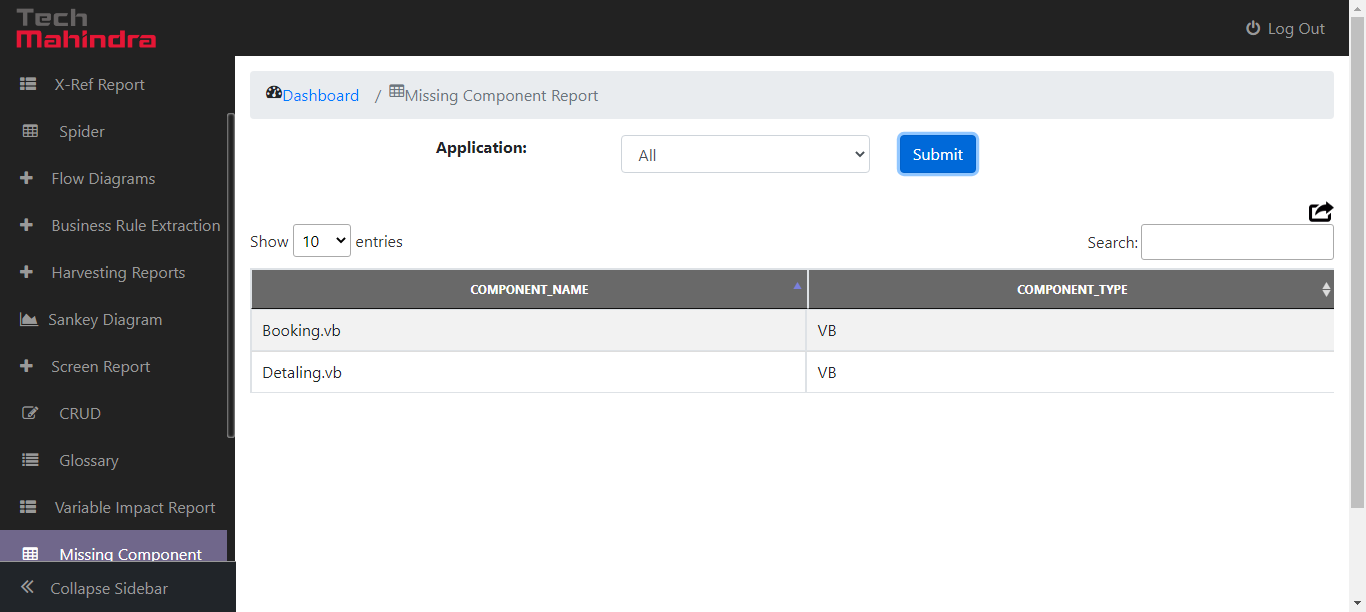 Tech
Mahindra
Log Out
X-Ref Report
Spider
Flow Diagrams
Business Rule Extraction
Harvesting Reports
Sankey Diagram
Screen Report
CRUD
Glossary
Variable Impact Report
Missing Component
Collapse Sidebar
Dashboard / Missing Component Report
Application: All Submit
Show 10 entries Search:
COMPONENT_NAME COMPONENT_TYPE
Booking.vb VB
Detaling.vb VB